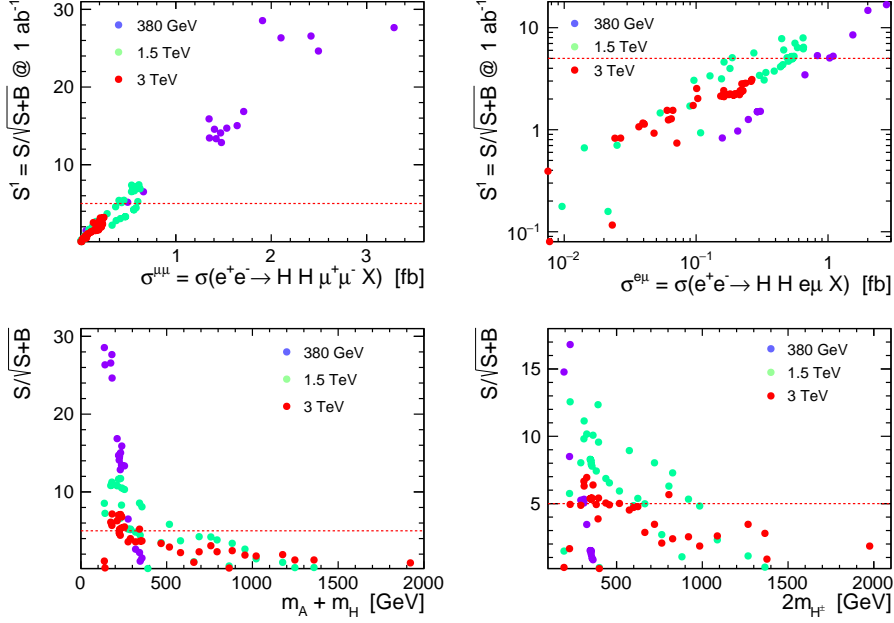 S¹ = S/√S+B @ 1 ab⁻¹
30
20
10
380 GeV
1.5 TeV
3 TeV
1
2
3
σ^μμ = σ(e⁺e⁻→ H H μ⁺μ⁻ X) [fb]
S¹ = S/√S+B @ 1 ab⁻¹
10
1
10⁻¹
380 GeV
1.5 TeV
3 TeV
10⁻²
10⁻¹
1
σ^eμ = σ(e⁺e⁻→ H H eμ X) [fb]
S/√S+B
30
20
10
380 GeV
1.5 TeV
3 TeV
0
500
1000
1500
2000
m_A + m_H [GeV]
S/√S+B
15
10
5
380 GeV
1.5 TeV
3 TeV
500
1000
1500
2000
2m_H± [GeV]